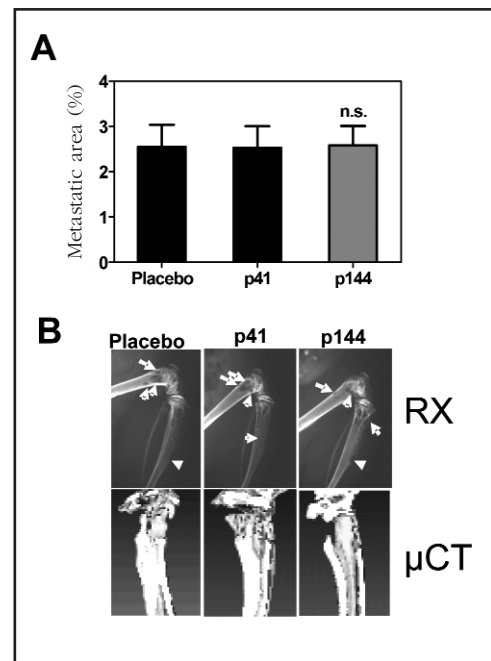 A
Metastatic area (%)
4
3
2
1
0
n.s.
Placebo p41 p144
B
Placebo p41 p144
RX
µCT